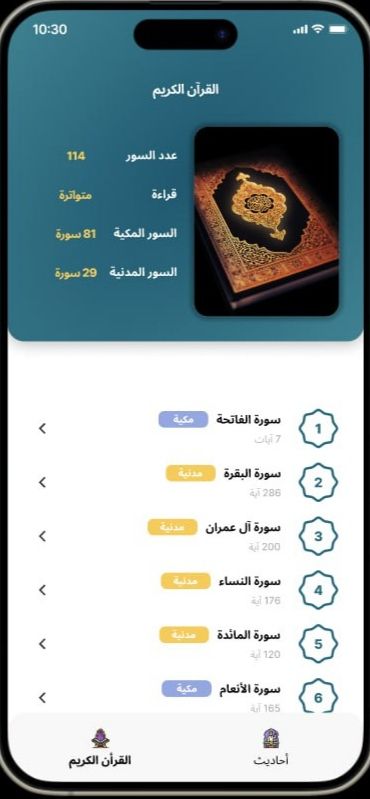 10:30
القرآن الكريم
عدد السور 114
قراءة متواترة
السور المكية 81 سورة
السور المدنية 29 سورة
1 سورة الفاتحة مكية
7 آيات
2 سورة البقرة مدنية
286 آية
3 سورة آل عمران مدنية
200 آية
4 سورة النساء مدنية
176 آية
5 سورة المائدة مدنية
120 آية
6 سورة الأنعام مكية
165 آية
أحاديث
القرأن الكريم